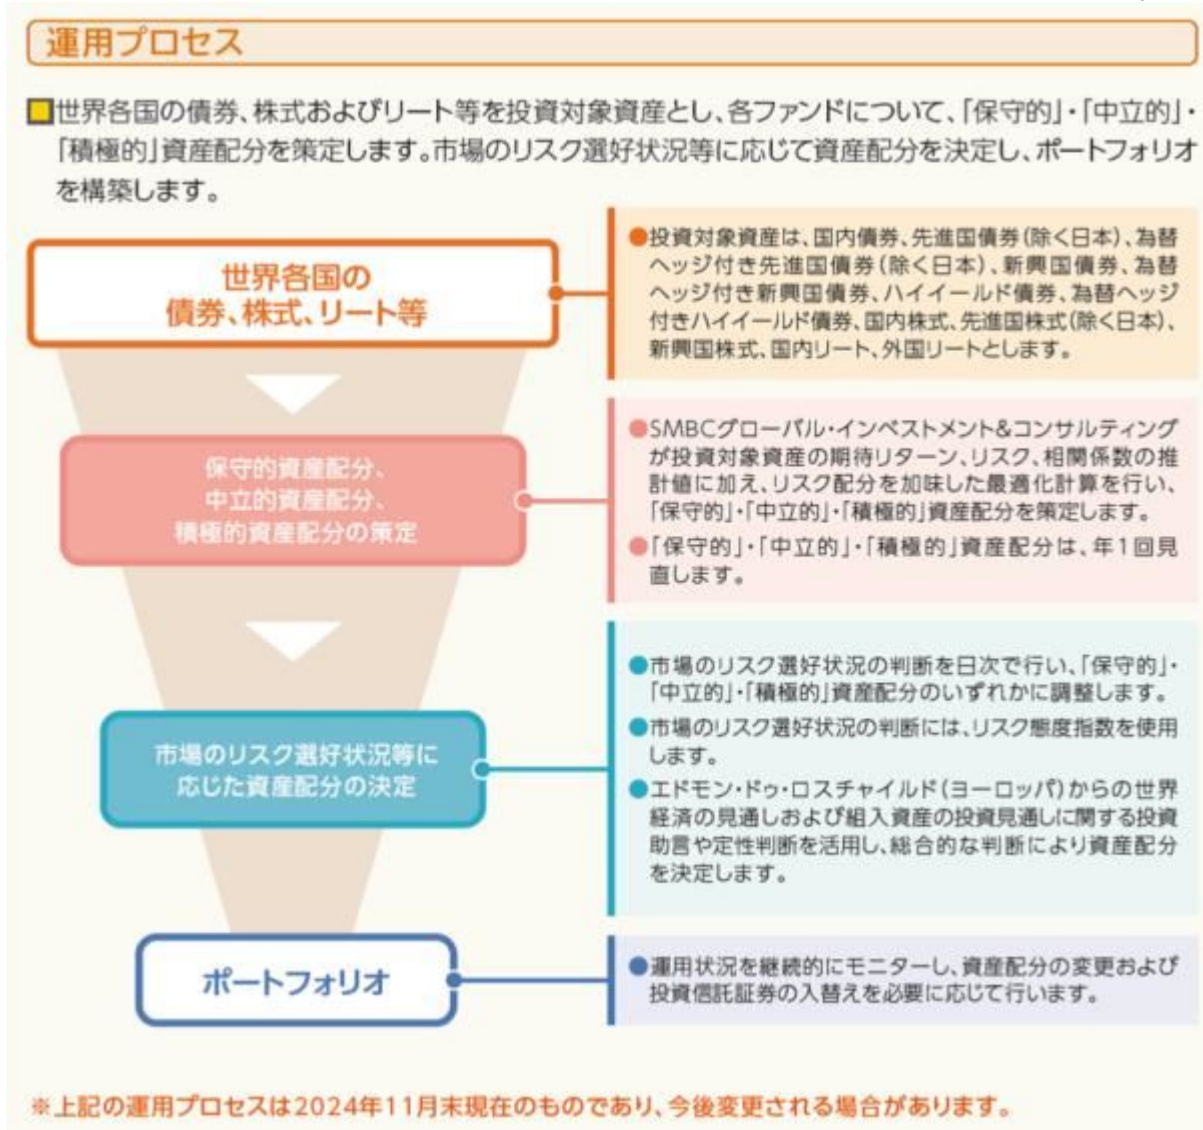 運用プロセス
世界各国の債券、株式およびリート等を投資対象資産とし、各ファンドについて、「保守的」・「中立的」・
「積極的」資産配分を策定します。市場のリスク選好状況等に応じて資産配分を決定し、ポートフォリオ
を構築します。
世界各国の
債券、株式、リート等
●投資対象資産は、国内債券、先進国債券(除く日本)、為替
ヘッジ付き先進国債券(除く日本)、新興国債券、為替
ヘッジ付き新興国債券、ハイイールド債券、為替ヘッジ
付きハイイールド債券、国内株式、先進国株式(除く日本)、
新興国株式、国内リート、外国リートとします。
保守的資産配分、
中立的資産配分、
積極的資産配分の策定
●SMBCグローバル・インベストメント&コンサルティング
が投資対象資産の期待リターン、リスク、相関係数の推
計値に加え、リスク配分を加味した最適化計算を行い、
「保守的」・「中立的」・「積極的」資産配分を策定します。
●「保守的」・「中立的」・「積極的」資産配分は、年1回見
直します。
市場のリスク選好状況等に
応じた資産配分の決定
●市場のリスク選好状況の判断を日次で行い、「保守的」・
「中立的」・「積極的」資産配分のいずれかに調整します。
●市場のリスク選好状況の判断には、リスク態度指数を使用
します。
●エドモン・ドゥ・ロスチャイルド(ヨーロッパ)からの世界
経済の見通しおよび組入資産の投資見通しに関する投資
助言や定性判断を活用し、総合的な判断により資産配分
を決定します。
ポートフォリオ
●運用状況を継続的にモニターし、資産配分の変更および
投資信託証券の入替えを必要に応じて行います。
※上記の運用プロセスは2024年11月末現在のものであり、今後変更される場合があります。